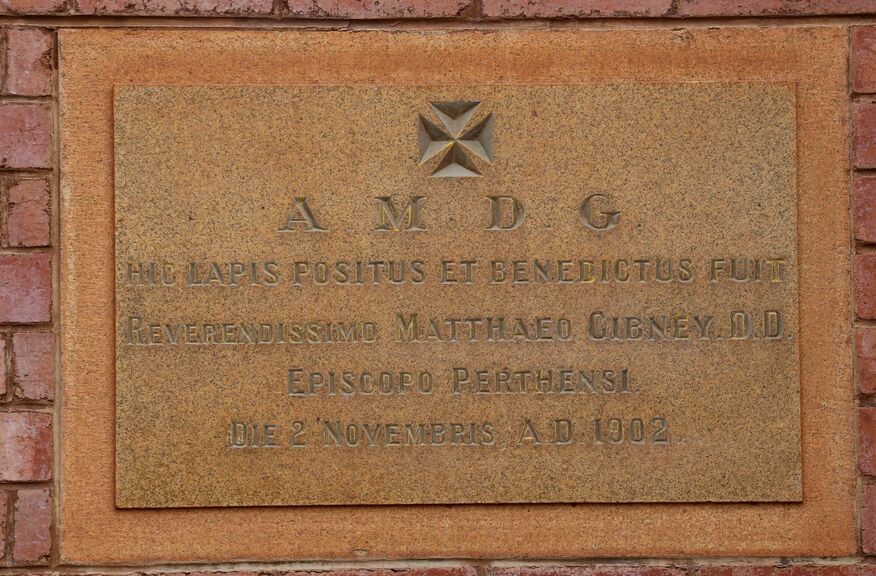 A M D G.
HIC LAPIS POSITUS ET BENEDICTUS FUIT
REVERENDISSIMO MATTHAEO GIBNEY. D.D.
EPISCOPO PERTHENSI.
DIE 2 NOVEMBRIS, A.D. 1902.